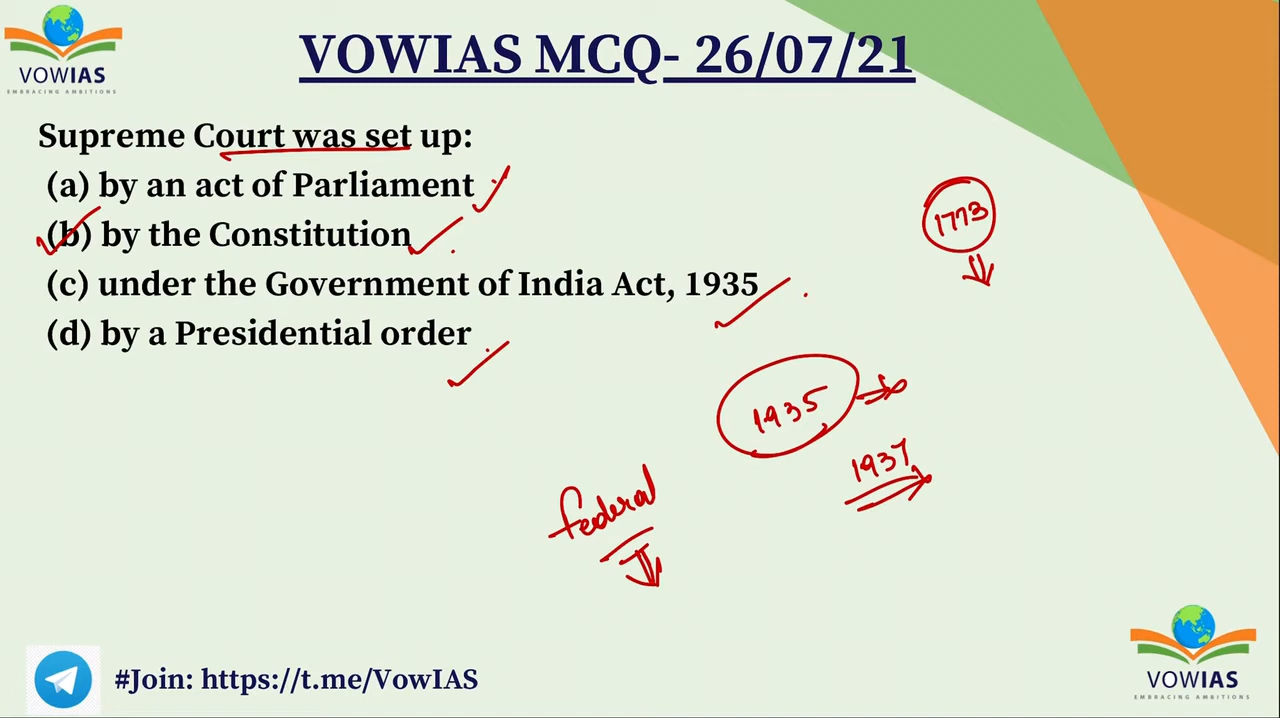 VOWIAS
EMBRACING AMBITIONS
VOWIAS MCQ- 26/07/21
Supreme Court was set up:
(a) by an act of Parliament
(b) by the Constitution
(c) under the Government of India Act, 1935
(d) by a Presidential order
1773
1935
1937
federal
#Join: https://t.me/VowIAS
VOWIAS
EMBRACING AMBITIONS